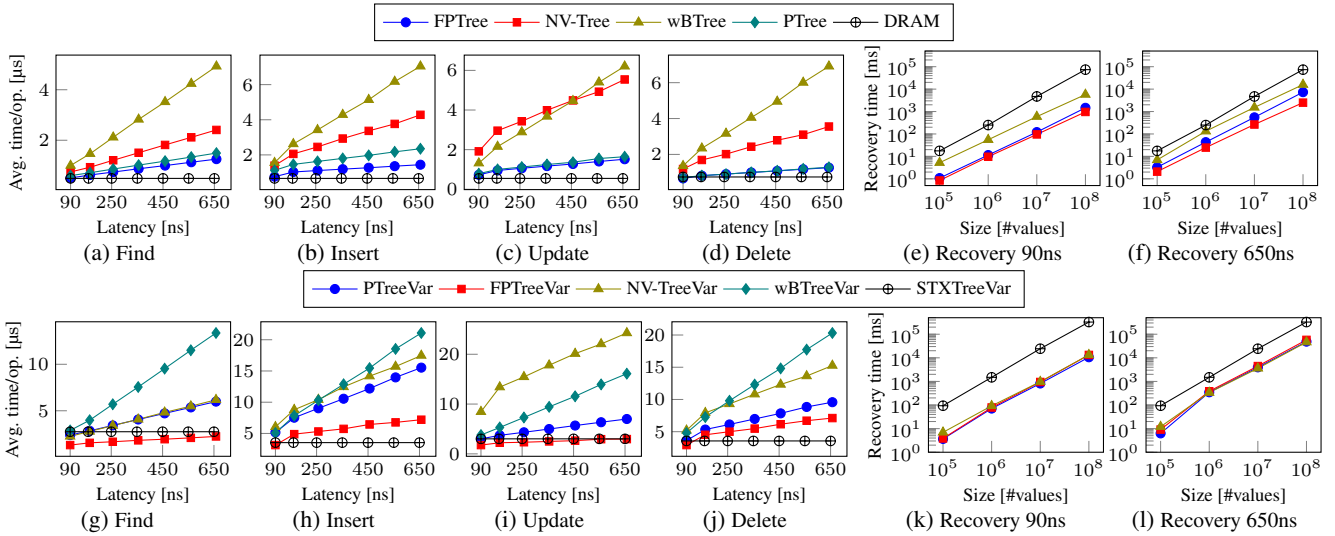 FPTree NV-Tree wBTree PTree DRAM
Avg. time/op. [µs]
2 4
90 250 450 650
Latency [ns]
(a) Find
2 4 6
90 250 450 650
Latency [ns]
(b) Insert
0 2 4 6
90 250 450 650
Latency [ns]
(c) Update
0 2 4 6
90 250 450 650
Latency [ns]
(d) Delete
Recovery time [ms]
10^0 10^1 10^2 10^3 10^4 10^5
10^5 10^6 10^7 10^8
Size [#values]
(e) Recovery 90ns
10^0 10^1 10^2 10^3 10^4 10^5
10^5 10^6 10^7 10^8
Size [#values]
(f) Recovery 650ns
PTreeVar FPTreeVar NV-TreeVar wBTreeVar STXTreeVar
Avg. time/op. [µs]
5 10
90 250 450 650
Latency [ns]
(g) Find
5 10 15 20
90 250 450 650
Latency [ns]
(h) Insert
0 10 20
90 250 450 650
Latency [ns]
(i) Update
5 10 15 20
90 250 450 650
Latency [ns]
(j) Delete
Recovery time [ms]
10^0 10^1 10^2 10^3 10^4 10^5
10^5 10^6 10^7 10^8
Size [#values]
(k) Recovery 90ns
10^0 10^1 10^2 10^3 10^4 10^5
10^5 10^6 10^7 10^8
Size [#values]
(l) Recovery 650ns